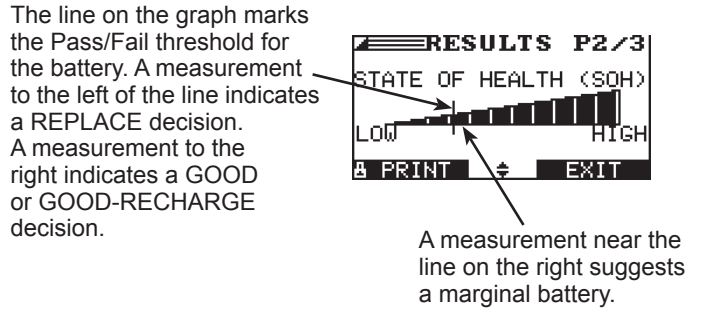 The line on the graph marks
the Pass/Fail threshold for
the battery. A measurement
to the left of the line indicates
a REPLACE decision.
A measurement to the
right indicates a GOOD
or GOOD-RECHARGE
decision.
RESULTS P2/3
STATE OF HEALTH (SOH)
LOW HIGH
PRINT EXIT
A measurement near the
line on the right suggests
a marginal battery.